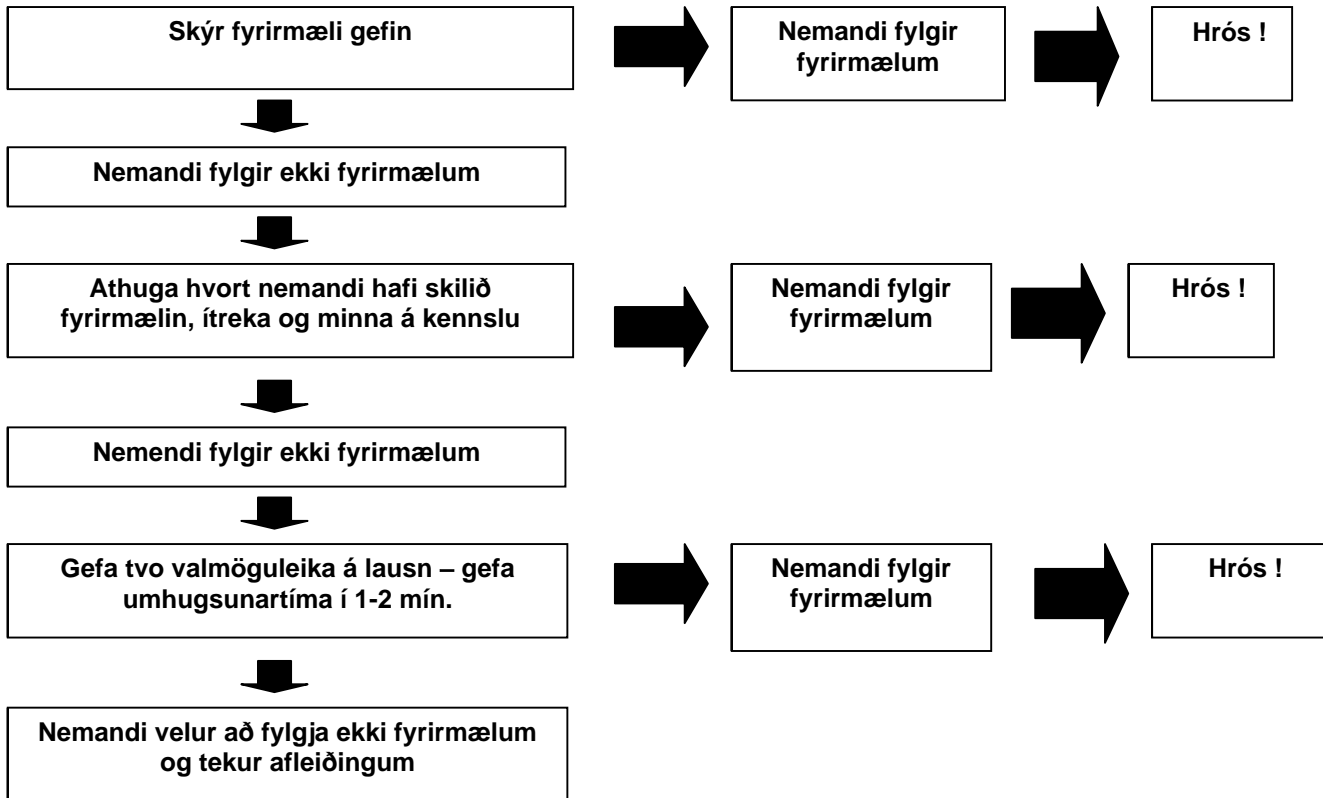 Skýr fyrirmæli gefin
Nemandi fylgir
fyrirmælum
Hrós !
Nemandi fylgir ekki fyrirmælum
Athuga hvort nemandi hafi skilið
fyrirmælin, ítreka og minna á kennslu
Nemandi fylgir
fyrirmælum
Hrós !
Nemendi fylgir ekki fyrirmælum
Gefa tvo valmöguleika á lausn – gefa
umhugsunartíma í 1-2 mín.
Nemandi fylgir
fyrirmælum
Hrós !
Nemandi velur að fylgja ekki fyrirmælum
og tekur afleiðingum